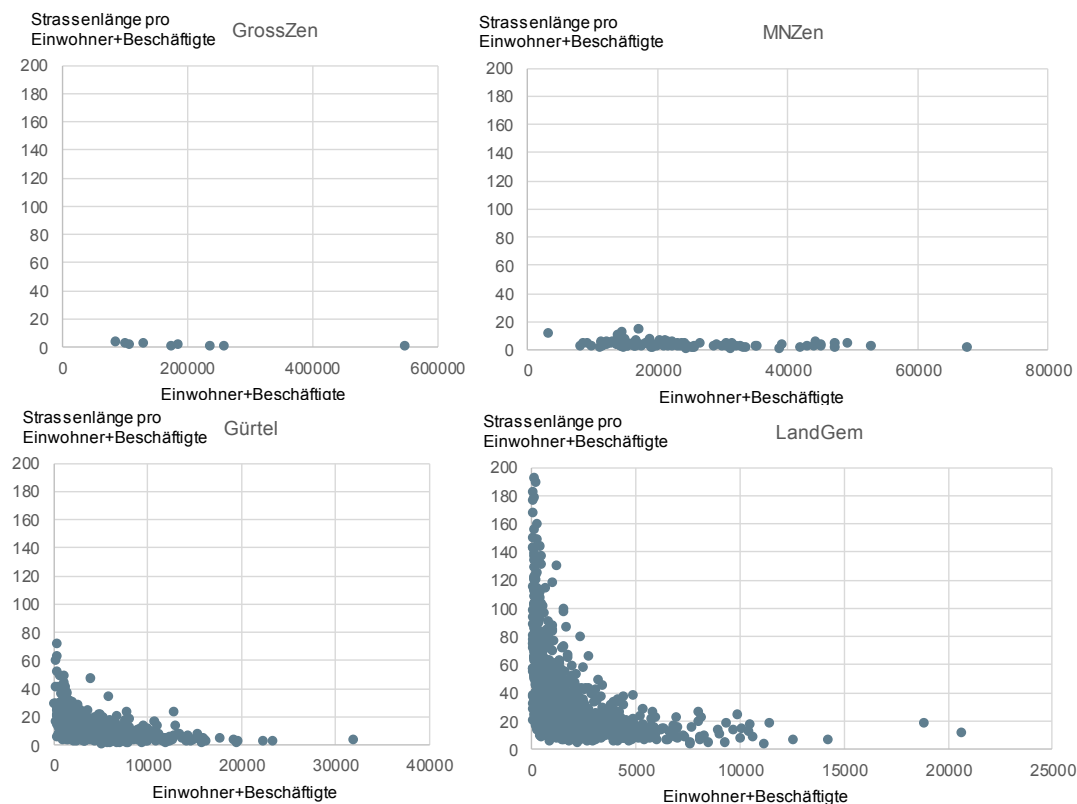 Strassenlänge pro
Einwohner+Beschäftigte
GrossZen
200
180
160
140
120
100
80
60
40
20
0
0 200000 400000 600000
Einwohner+Beschäftigte
Strassenlänge pro
Einwohner+Beschäftigte
MNZen
200
180
160
140
120
100
80
60
40
20
0
0 20000 40000 60000 80000
Einwohner+Beschäftigte
Strassenlänge pro
Einwohner+Beschäftigte
Gürtel
200
180
160
140
120
100
80
60
40
20
0
0 10000 20000 30000 40000
Einwohner+Beschäftigte
Strassenlänge pro
Einwohner+Beschäftigte
LandGem
200
180
160
140
120
100
80
60
40
20
0
0 5000 10000 15000 20000 25000
Einwohner+Beschäftigte